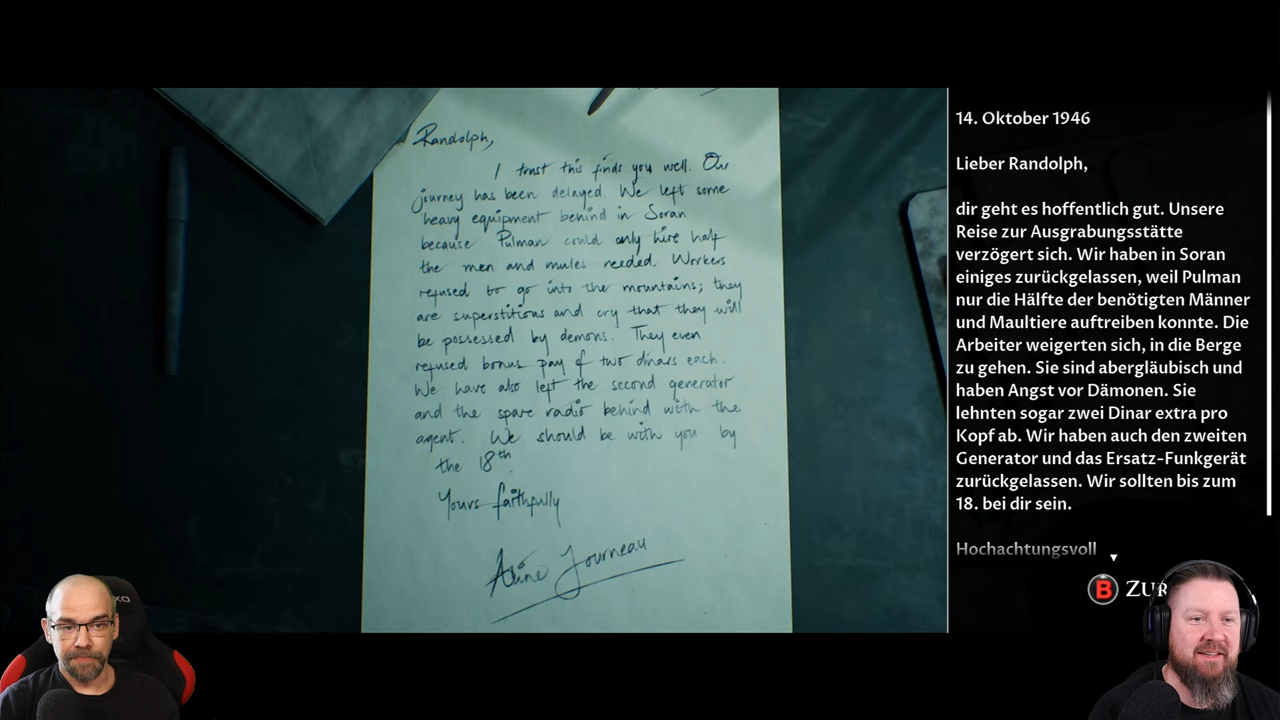 Randolph,
I trust this finds you well. Our
journey has been delayed. We left some
heavy equipment behind in Soran
because Pulman could only hire half
the men and mules needed. Workers
refused to go into the mountains; they
are superstitious and cry that they will
be possessed by demons. They even
refused bonus pay of two dinars each.
We have also left the second generator
and the spare radio behind with the
agent. We should be with you by
the 18th.
Yours faithfully
Aline Journeau
14. Oktober 1946
Lieber Randolph,
dir geht es hoffentlich gut. Unsere
Reise zur Ausgrabungsstätte
verzögert sich. Wir haben in Soran
einiges zurückgelassen, weil Pulman
nur die Hälfte der benötigten Männer
und Maultiere auftreiben konnte. Die
Arbeiter weigerten sich, in die Berge
zu gehen. Sie sind abergläubisch und
haben Angst vor Dämonen. Sie
lehnten sogar zwei Dinar extra pro
Kopf ab. Wir haben auch den zweiten
Generator und das Ersatz-Funkgerät
zurückgelassen. Wir sollten bis zum
18. bei dir sein.
Hochachtungsvoll
B ZUR